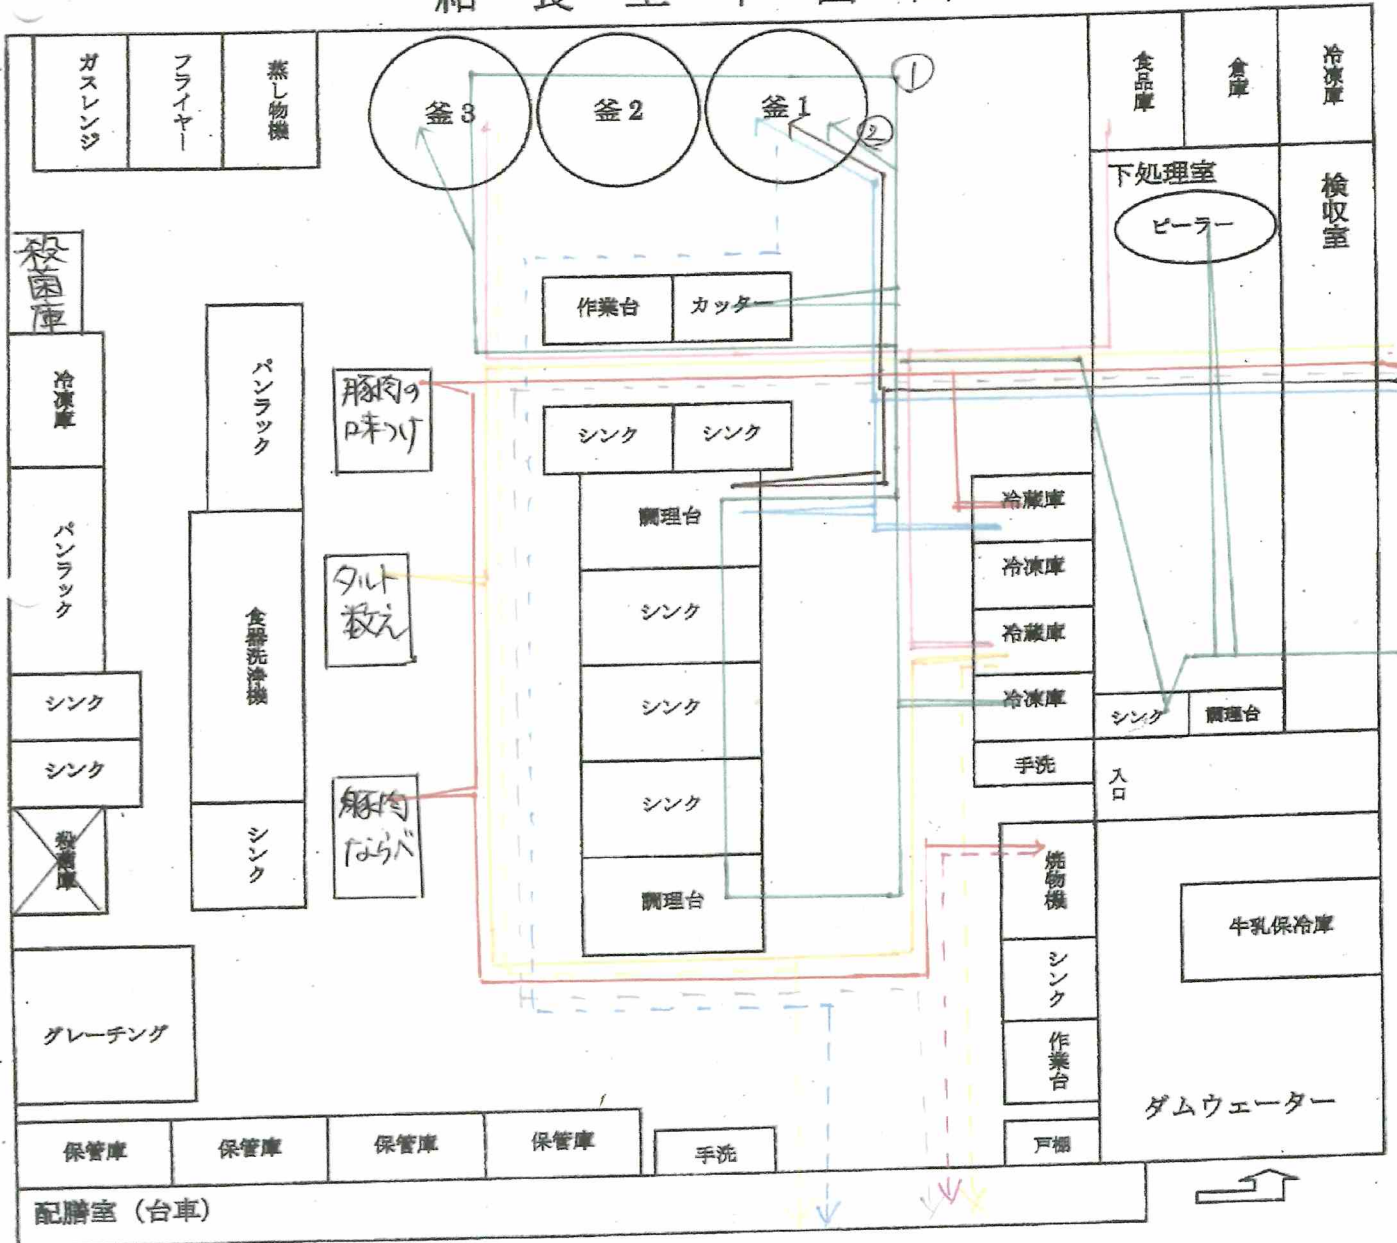 給食室平面図
ガスレンジ
フライヤー
蒸し物機
釜3
釜2
釜1
①
②
食品庫
倉庫
冷凍庫
下処理室
ピーラー
検収室
殺菌庫
作業台
カッター
冷凍庫
パンラック
豚肉の
味つけ
シンク
シンク
調理台
冷蔵庫
冷凍庫
冷蔵庫
冷凍庫
手洗
パンラック
食器洗浄機
タルト
数え
シンク
シンク
シンク
調理台
シンク
調理台
入口
シンク
シンク
殺菌庫
シンク
豚肉
ならべ
焼物機
シンク
作業台
戸棚
牛乳保冷庫
ダムウェーター
グレーチング
保管庫
保管庫
保管庫
保管庫
手洗
配膳室（台車）